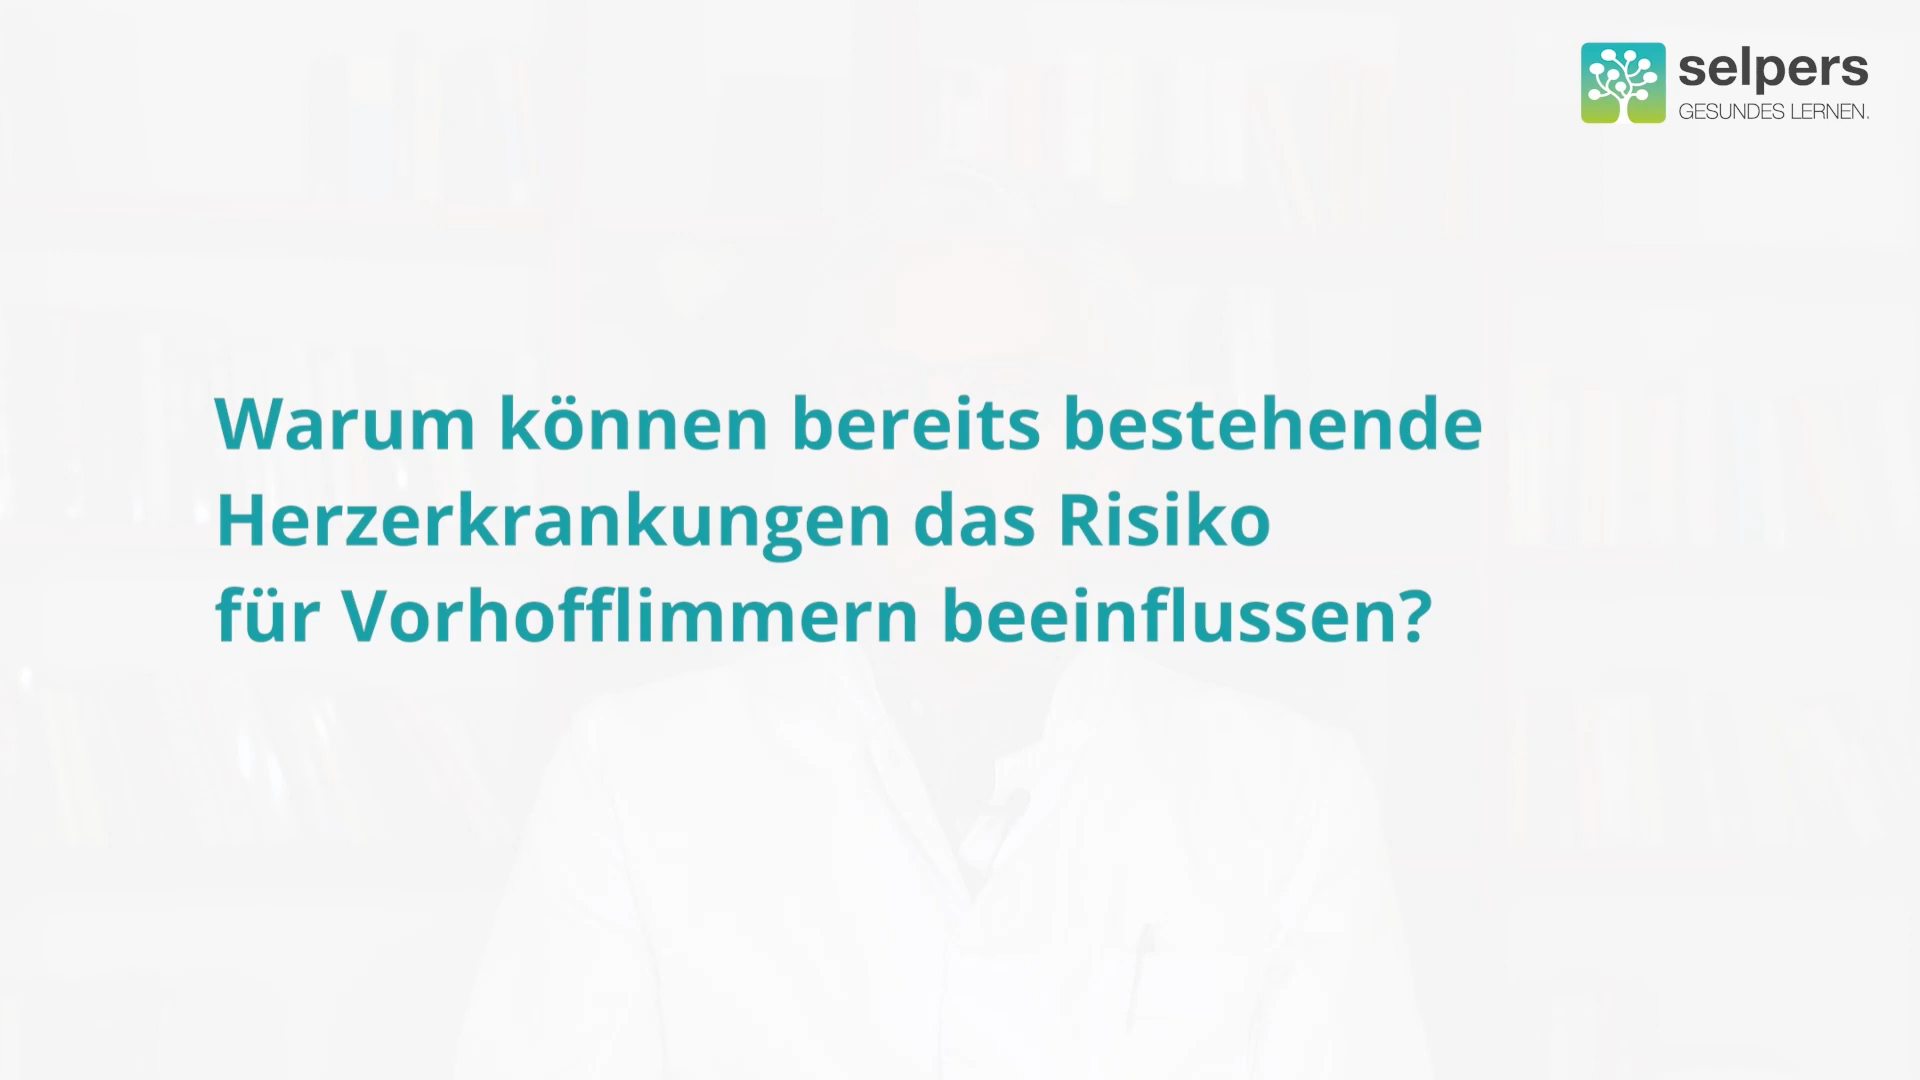 selpers
GESUNDES LERNEN.
Warum können bereits bestehende
Herzerkrankungen das Risiko
für Vorhofflimmern beeinflussen?